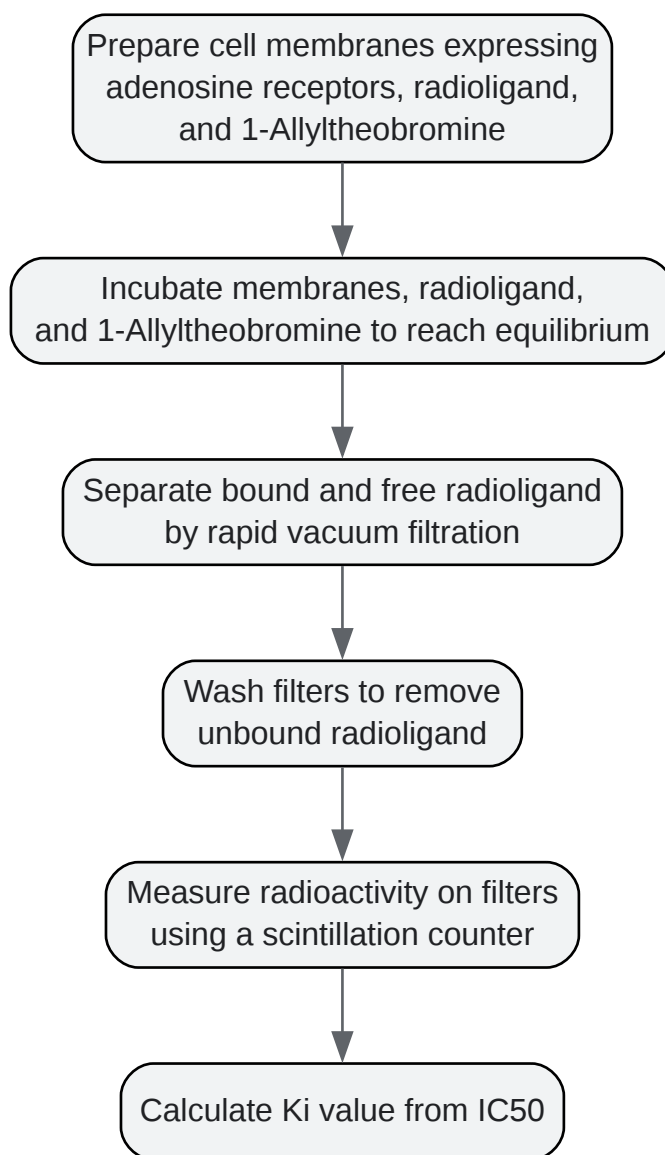 Prepare cell membranes expressing
adenosine receptors, radioligand,
and 1-Allyltheobromine
Incubate membranes, radioligand,
and 1-Allyltheobromine to reach equilibrium
Separate bound and free radioligand
by rapid vacuum filtration
Wash filters to remove
unbound radioligand
Measure radioactivity on filters
using a scintillation counter
Calculate Ki value from IC50